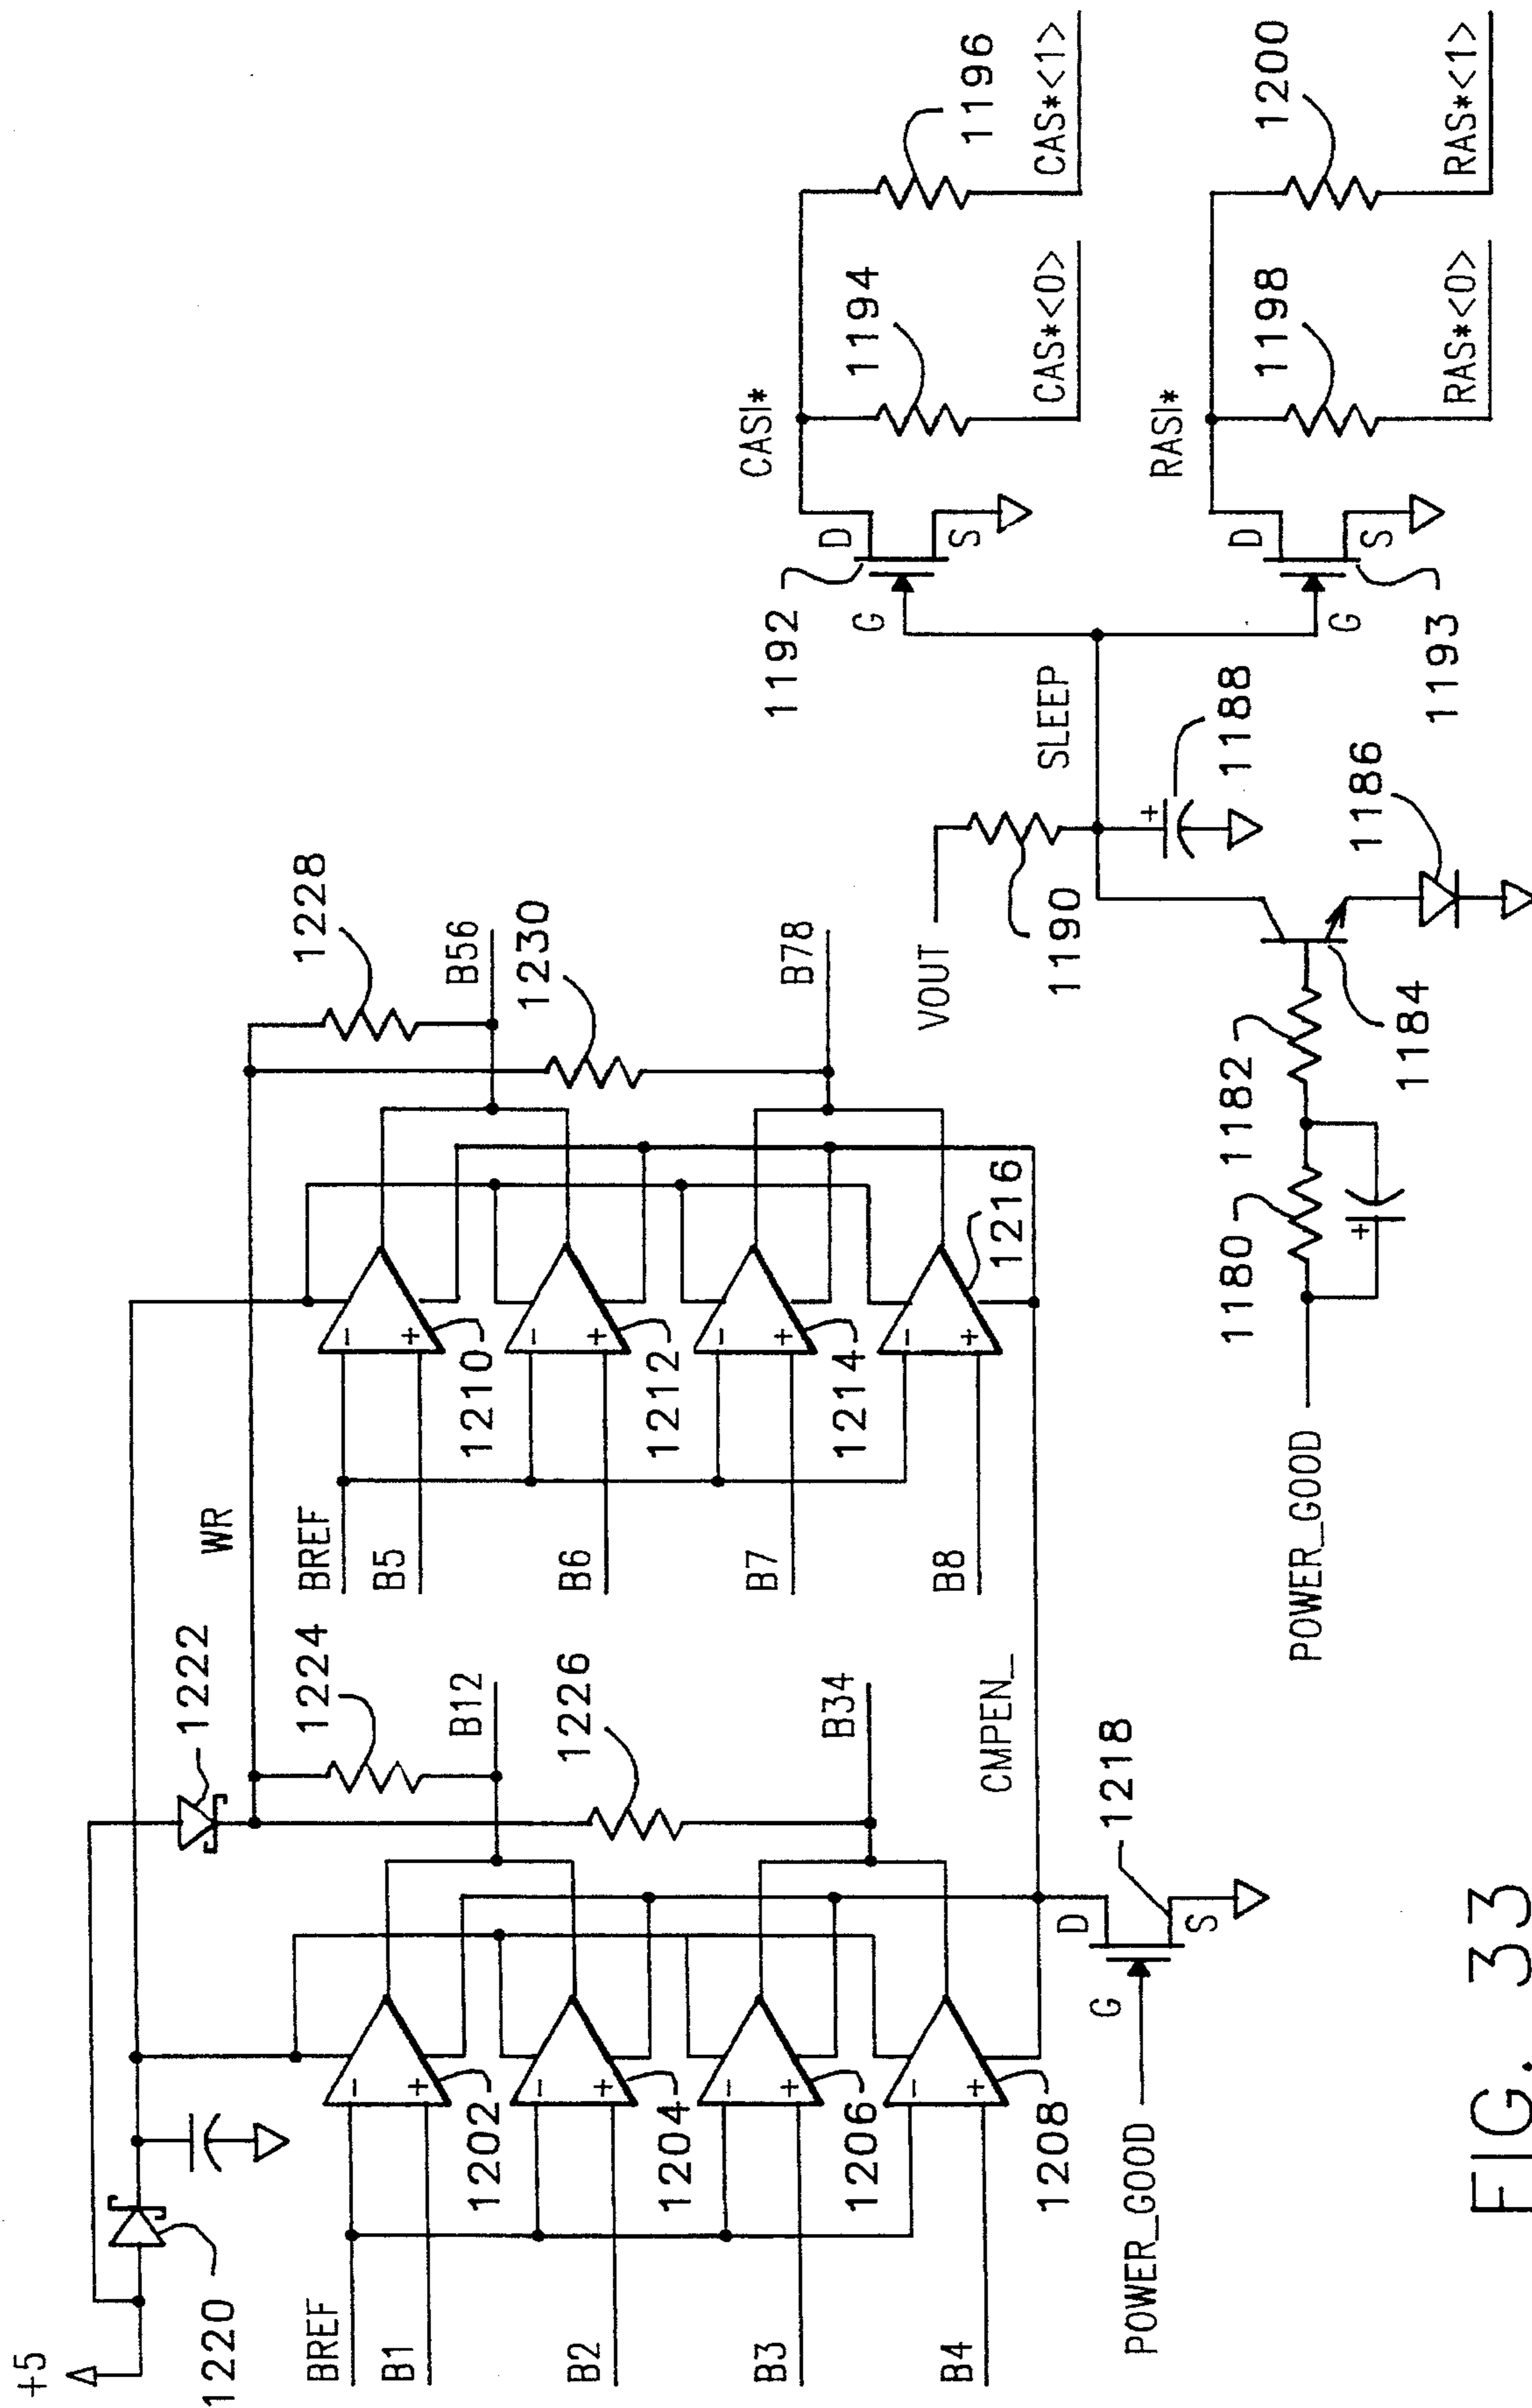 +5
1220
1222
WR
1224
B12
1226
B34
BREF
B1
1202
B2
1204
B3
1206
B4
1208
CMPEN_
POWER_GOOD
G
D
S
1218
BREF
B5
1210
B6
1212
B7
1214
B8
1216
1228
B56
1230
B78
VOUT
1190
SLEEP
+
1188
POWER_GOOD
1180
+
1182
1184
1186
1192
G
D
S
CASI*
1194
CAS*<0>
1196
CAS*<1>
1193
G
D
S
RASI*
1198
RAS*<0>
1200
RAS*<1>
- +
- +
- +
- +
- +
- +
- +
- +
FIG. 33